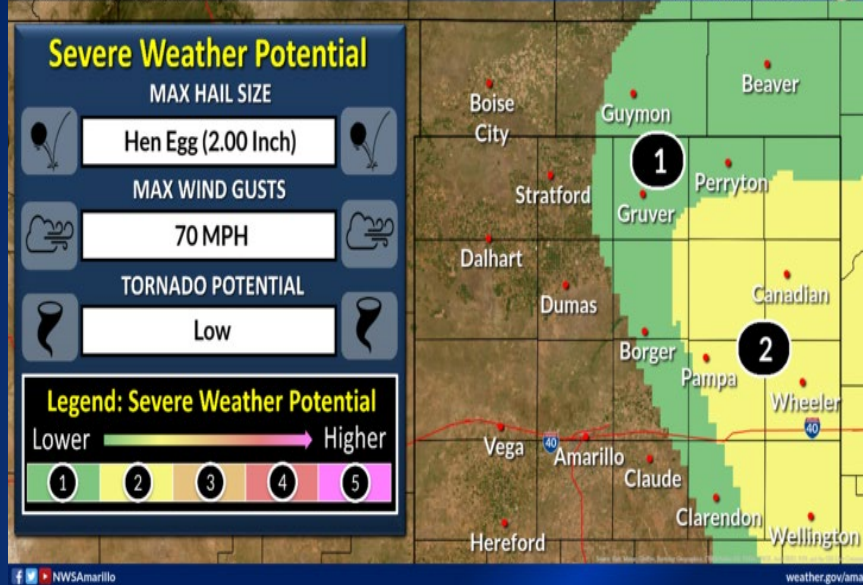 Severe Weather Potential
MAX HAIL SIZE
Hen Egg (2.00 Inch)
MAX WIND GUSTS
70 MPH
TORNADO POTENTIAL
Low
Legend: Severe Weather Potential
Lower
Higher
1
2
3
4
5
Boise
City
Guymon
Beaver
1
Stratford
Gruver
Perryton
Dalhart
Dumas
Canadian
Borger
2
Pampa
Wheeler
40
Vega
40
Amarillo
Claude
Clarendon
Hereford
Wellington
NWSAmarillo
weather.gov/ama